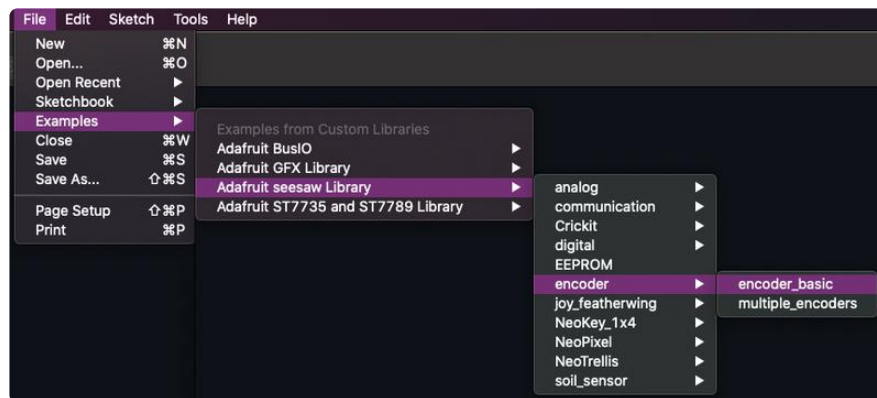 File Edit Sketch Tools Help
New ⌘N
Open... ⌘O
Open Recent ▶
Sketchbook ▶
Examples ▶
Close ⌘W
Save ⌘S
Save As... ⇧⌘S
Page Setup ⇧⌘P
Print ⌘P
Examples from Custom Libraries
Adafruit BusIO ▶
Adafruit GFX Library ▶
Adafruit seesaw Library ▶
Adafruit ST7735 and ST7789 Library ▶
analog ▶
communication ▶
Crickit ▶
digital ▶
EEPROM
encoder ▶
joy_featherwing ▶
NeoKey_1x4 ▶
NeoPixel ▶
NeoTrellis ▶
soil_sensor ▶
encoder_basic
multiple_encoders